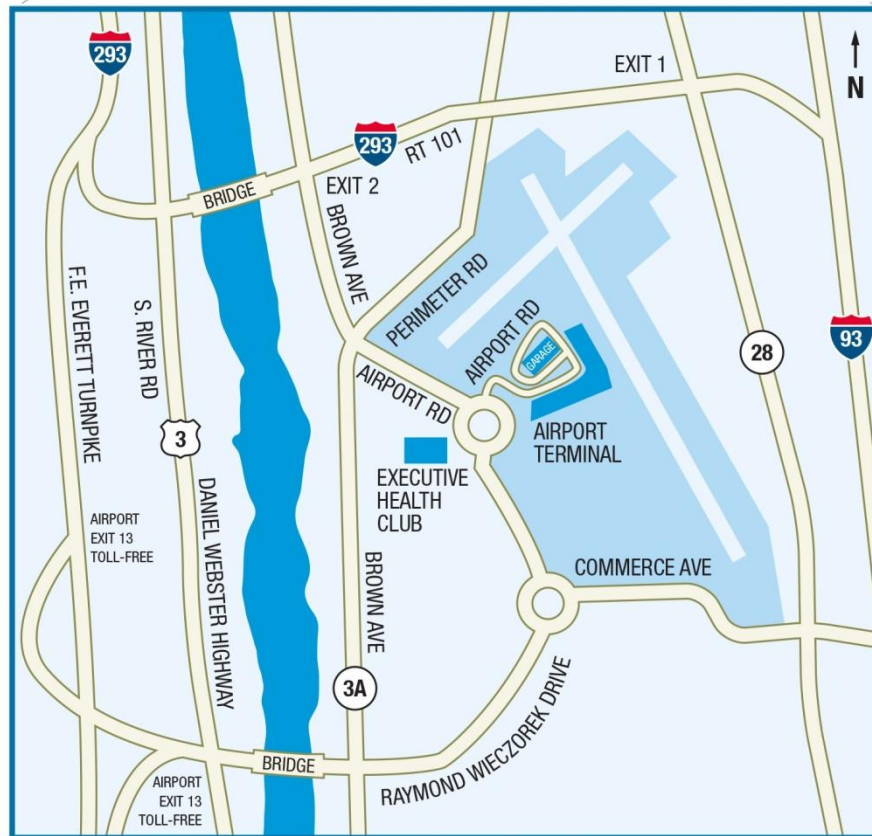 293
EXIT 1
N
293
RT 101
BRIDGE
EXIT 2
BROWN AVE
PERIMETER RD
F.E. EVERETT TURNPIKE
S. RIVER RD
AIRPORT RD
GARAGE
28
93
AIRPORT RD
3
AIRPORT
TERMINAL
EXECUTIVE
HEALTH
CLUB
AIRPORT
EXIT 13
TOLL-FREE
DANIEL WEBSTER HIGHWAY
BROWN AVE
COMMERCE AVE
3A
RAYMOND WIECZOREK DRIVE
BRIDGE
AIRPORT
EXIT 13
TOLL-FREE